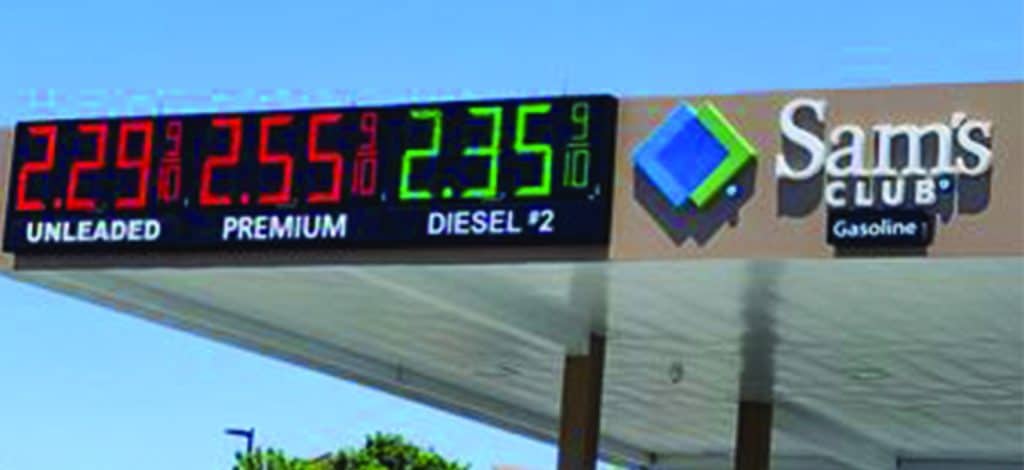 2.29 9/10 2.55 9/10 2.35 9/10
UNLEADED PREMIUM DIESEL #2
Sam's
CLUB
Gasoline